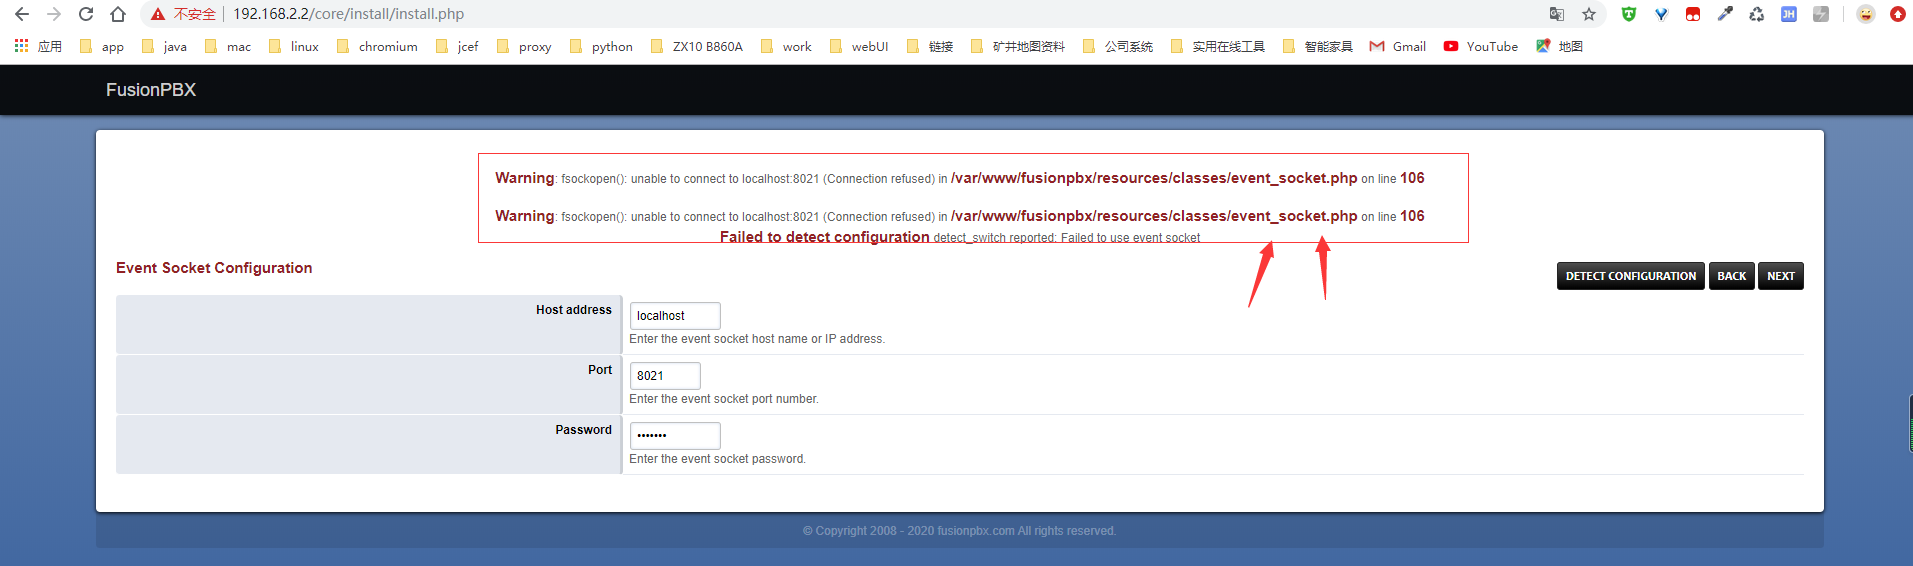 不安全 192.168.2.2/core/install/install.php
应用 app java mac linux chromium jcef proxy python ZX10 B860A work webUI 链接 矿井地图资料 公司系统 实用在线工具 智能家具 Gmail YouTube 地图
FusionPBX
Warning: fsockopen(): unable to connect to localhost:8021 (Connection refused) in /var/www/fusionpbx/resources/classes/event_socket.php on line 106
Warning: fsockopen(): unable to connect to localhost:8021 (Connection refused) in /var/www/fusionpbx/resources/classes/event_socket.php on line 106
Failed to detect configuration detect_switch reported: Failed to use event socket
Event Socket Configuration DETECT CONFIGURATION BACK NEXT
Host address localhost
Enter the event socket host name or IP address.
Port 8021
Enter the event socket port number.
Password •••••••
Enter the event socket password.
© Copyright 2008 - 2020 fusionpbx.com All rights reserved.